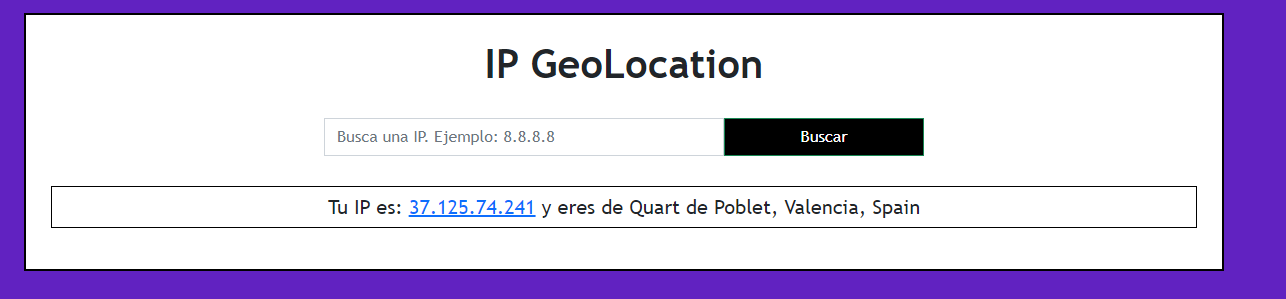 IP GeoLocation
Busca una IP. Ejemplo: 8.8.8.8
Buscar
Tu IP es: 37.125.74.241 y eres de Quart de Poblet, Valencia, Spain